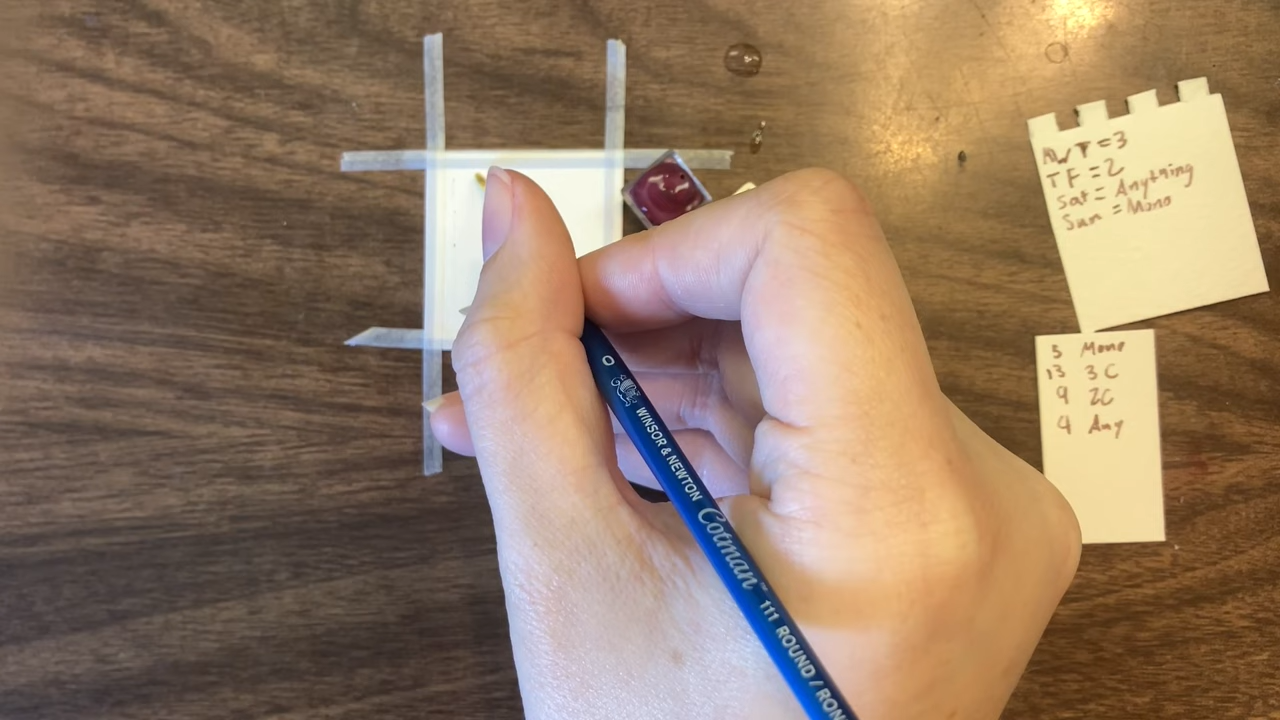 MWT=3
TF=2
Sat= Anything
Sun = Mono
5 Mono
13 3C
9 2C
4 Any
0 WINSOR & NEWTON Cotman™ 111 ROUND / RON